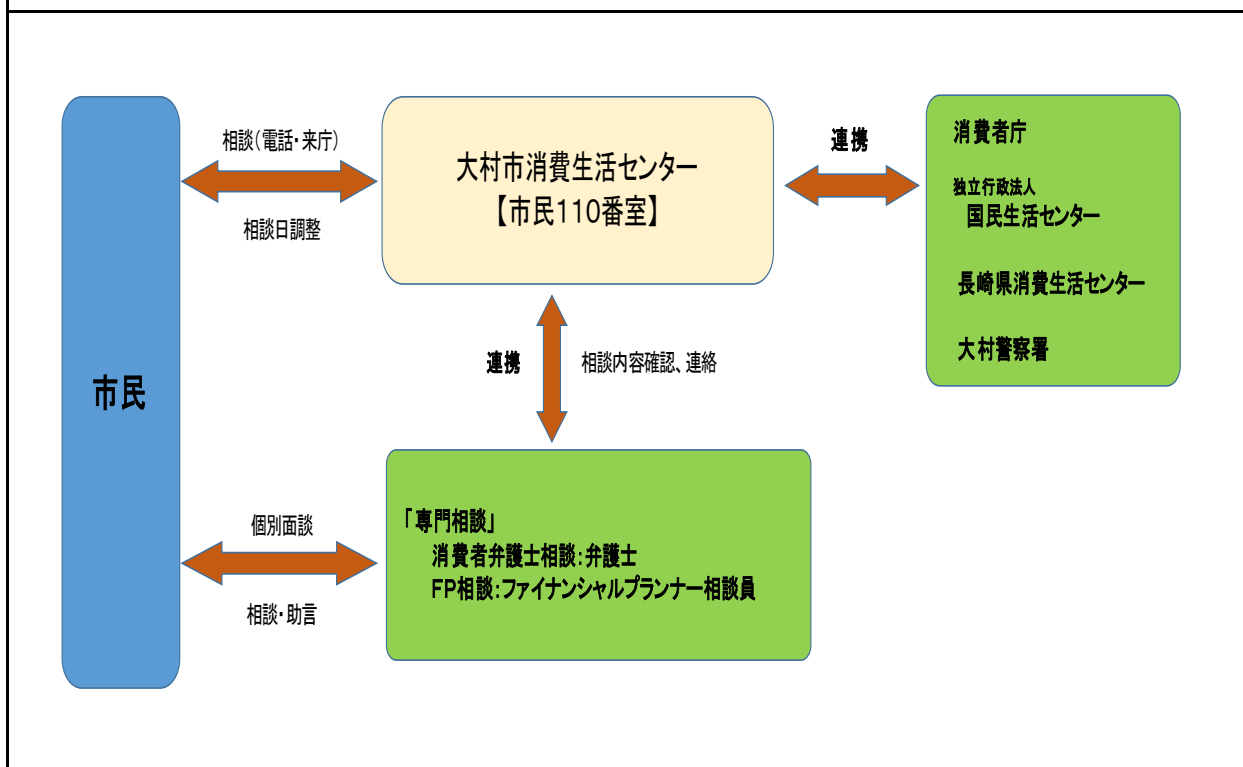 市民
相談（電話・来庁）
相談日調整
大村市消費生活センター
【市民110番室】
連携
消費者庁
独立行政法人
国民生活センター
長崎県消費生活センター
大村警察署
連携
相談内容確認、連絡
個別面談
相談・助言
「専門相談」
消費者弁護士相談：弁護士
FP相談：ファイナンシャルプランナー相談員